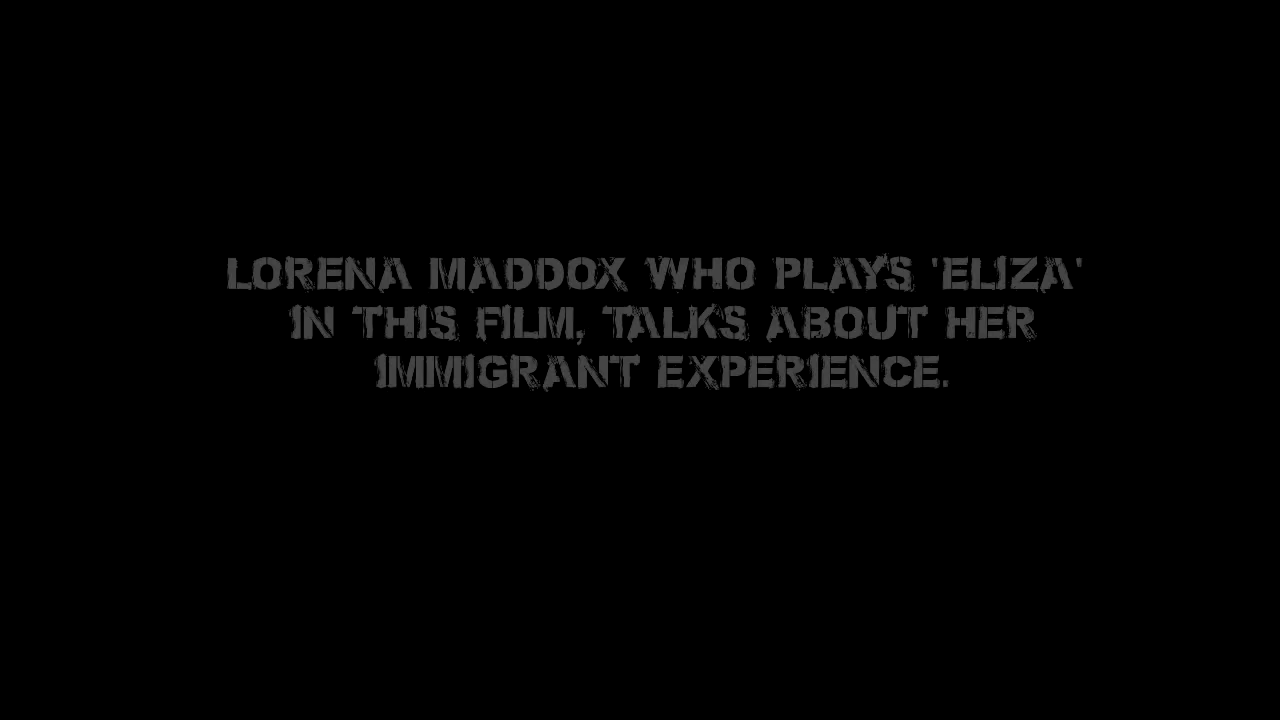 LORENA MADDOX WHO PLAYS 'ELIZA'
IN THIS FILM, TALKS ABOUT HER
IMMIGRANT EXPERIENCE.